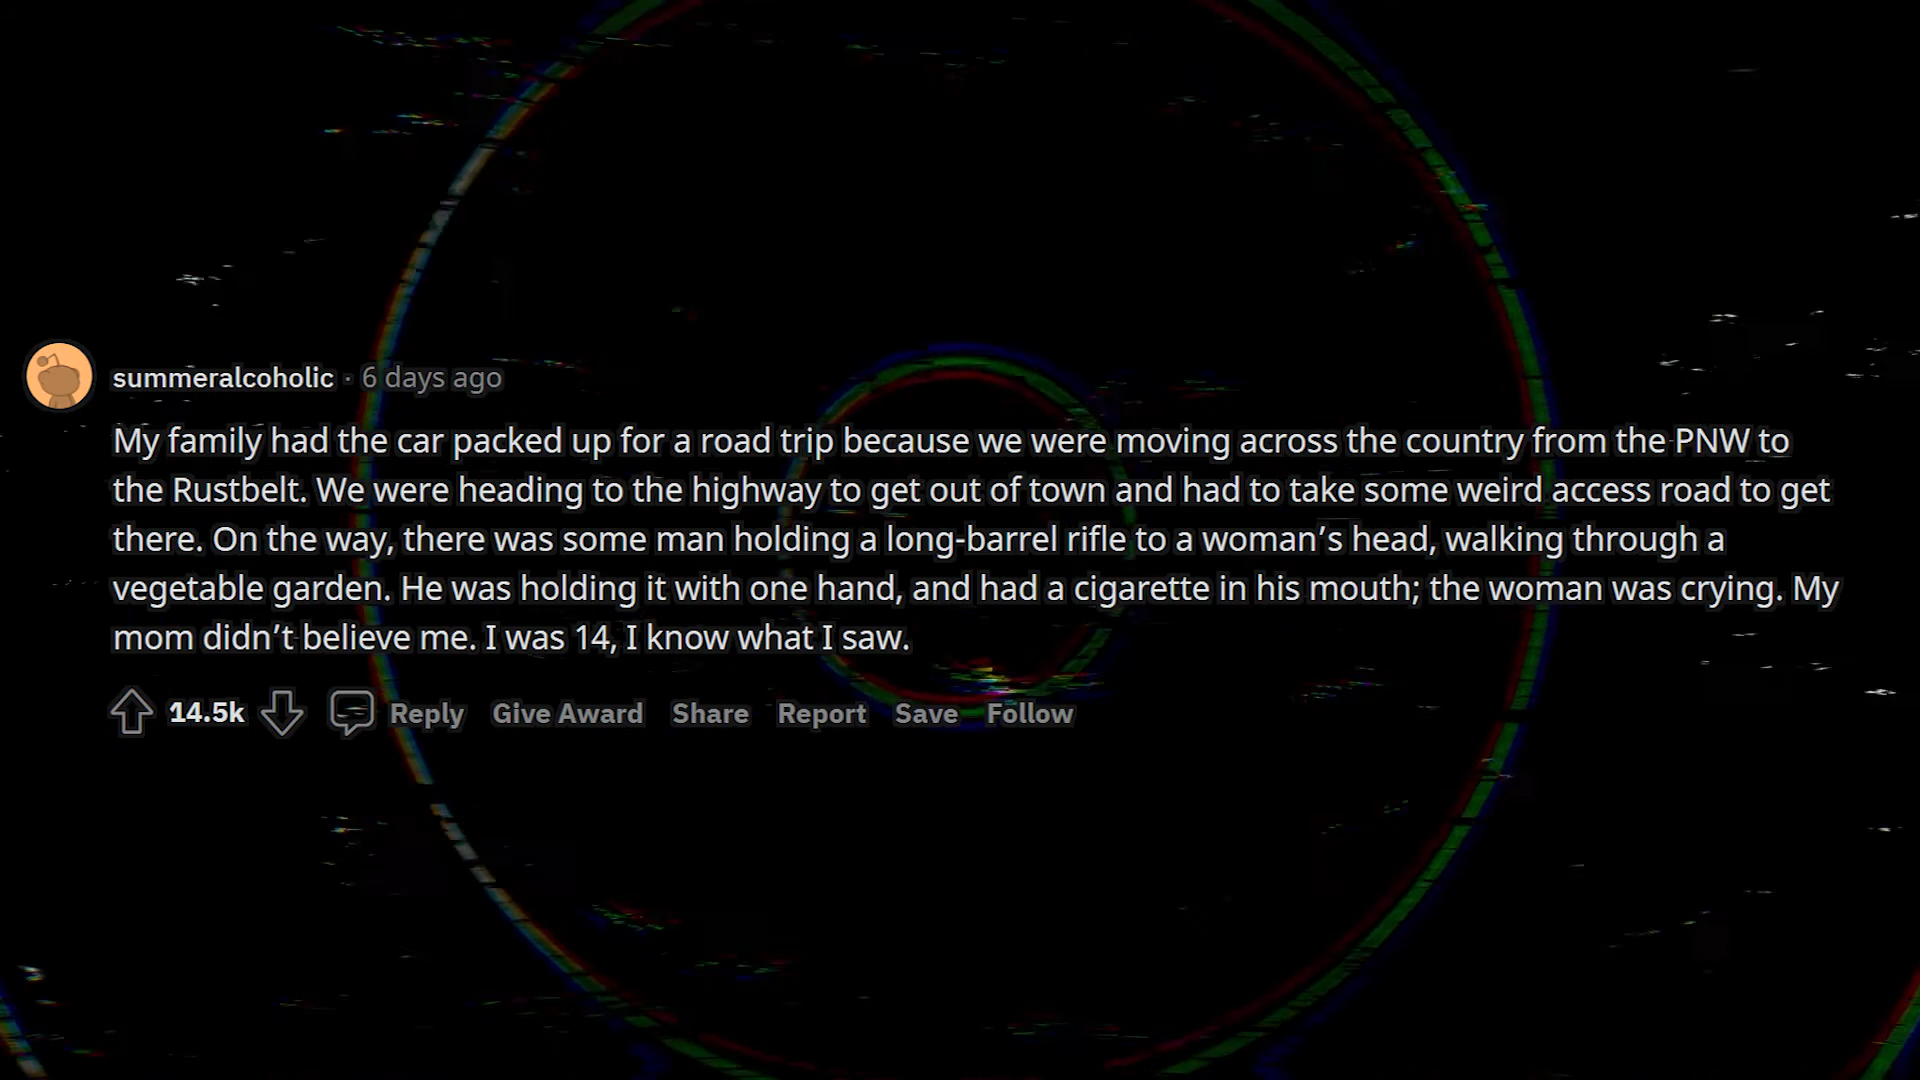 summeralcoholic · 6 days ago
My family had the car packed up for a road trip because we were moving across the country from the PNW to
the Rustbelt. We were heading to the highway to get out of town and had to take some weird access road to get
there. On the way, there was some man holding a long-barrel rifle to a woman’s head, walking through a
vegetable garden. He was holding it with one hand, and had a cigarette in his mouth; the woman was crying. My
mom didn’t believe me. I was 14, I know what I saw.
14.5k Reply Give Award Share Report Save Follow